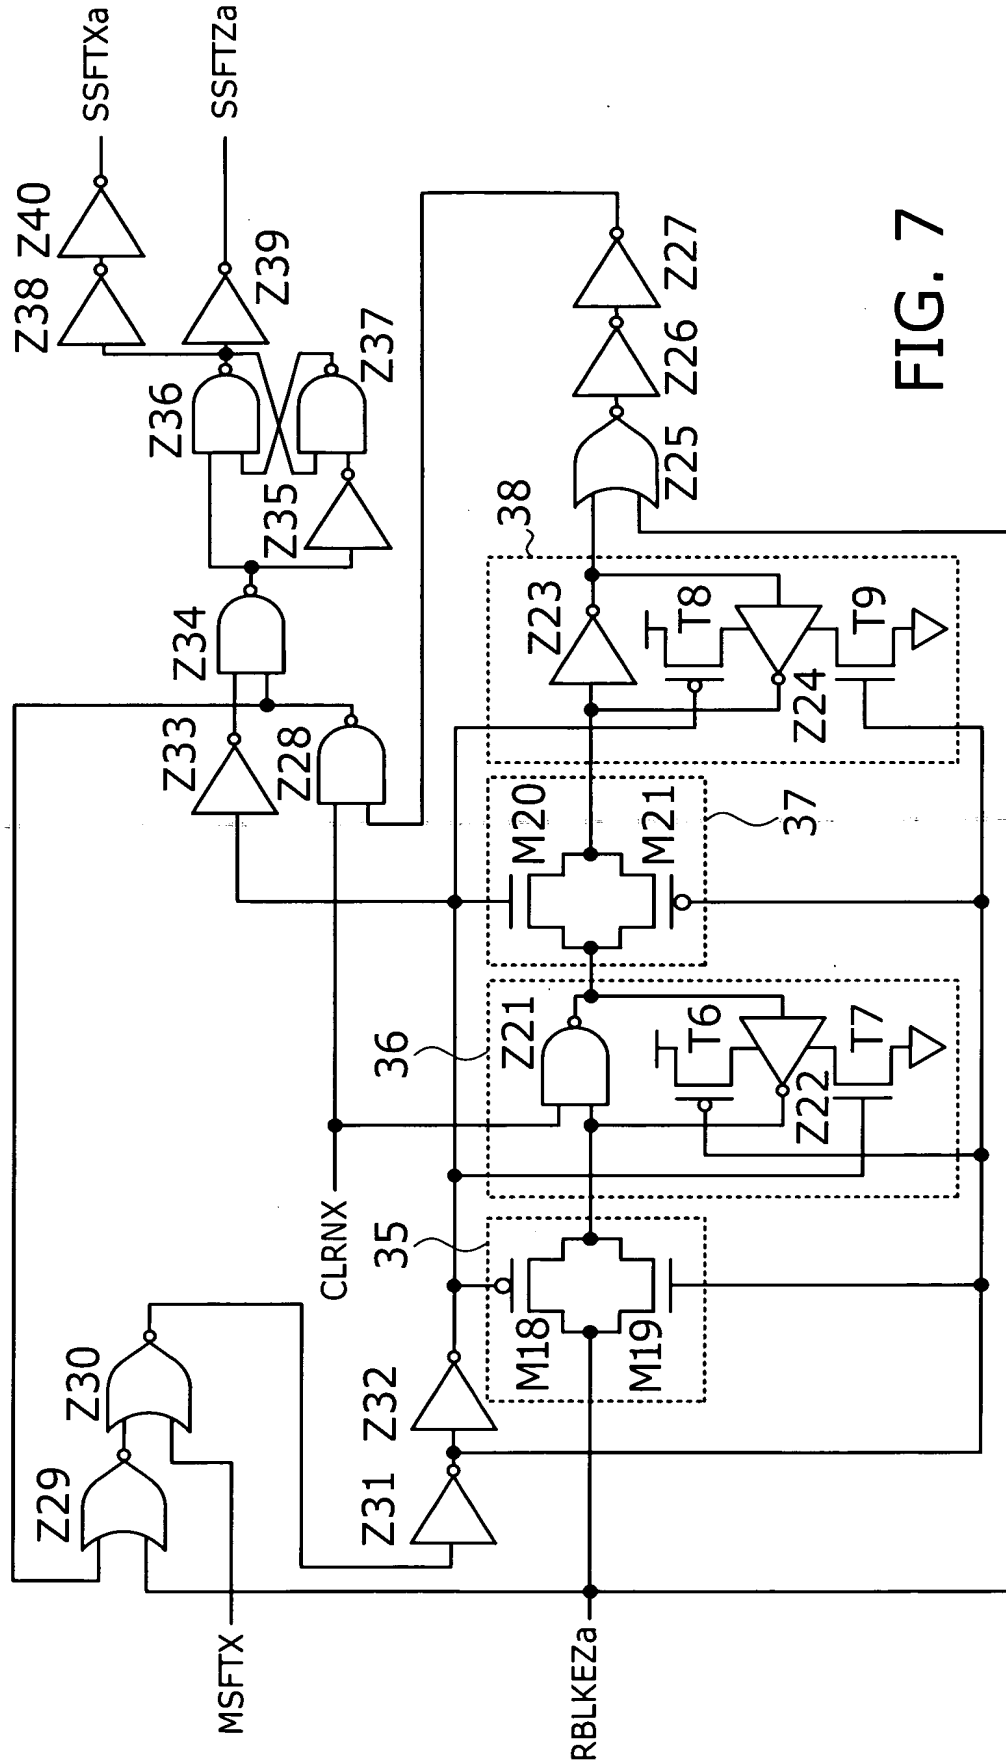 SSFTXa
SSFTZa
Z40
Z38
Z39
Z36
Z37
Z35
Z34
Z33
Z28
Z27
Z26
Z25
38
Z23
T8
T9
Z24
M20
M21
37
36
Z21
T6
T7
Z22
CLRNX
35
M18
M19
Z30
Z29
Z32
Z31
MSFTX
RBLKEZa
FIG. 7